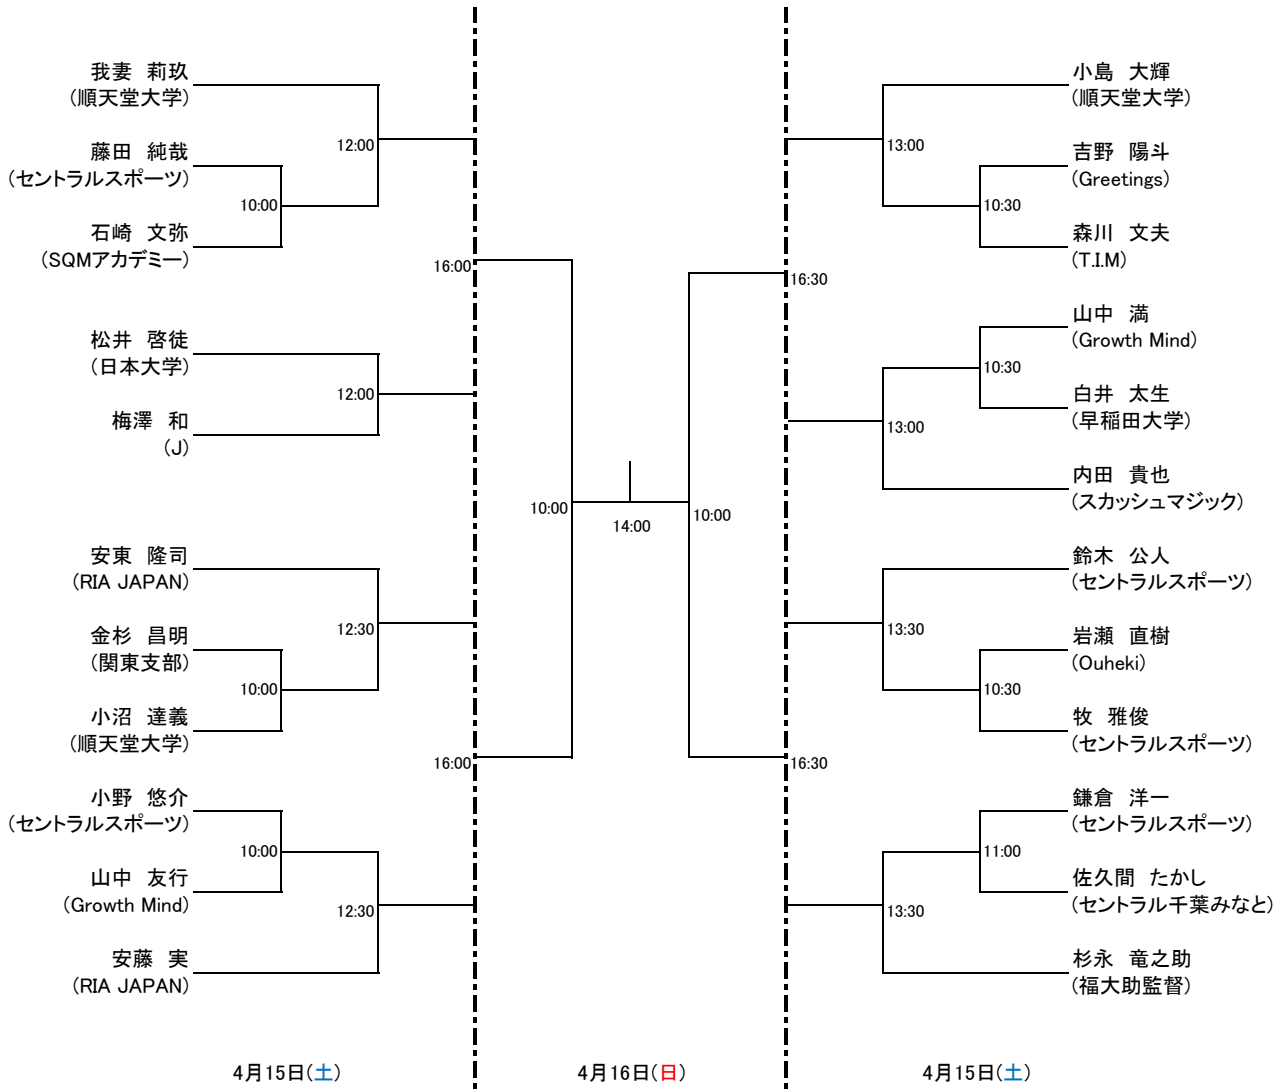 我妻 莉玖
(順天堂大学)
藤田 純哉
(セントラルスポーツ)
石崎 文弥
(SQMアカデミー)
松井 啓徒
(日本大学)
梅澤 和
(J)
安東 隆司
(RIA JAPAN)
金杉 昌明
(関東支部)
小沼 達義
(順天堂大学)
小野 悠介
(セントラルスポーツ)
山中 友行
(Growth Mind)
安藤 実
(RIA JAPAN)
12:00
10:00
12:00
12:30
10:00
10:00
12:30
16:00
16:00
10:00
14:00
10:00
16:30
16:30
13:00
10:30
10:30
13:00
13:30
10:30
11:00
13:30
小島 大輝
(順天堂大学)
吉野 陽斗
(Greetings)
森川 文夫
(T.I.M)
山中 満
(Growth Mind)
白井 太生
(早稲田大学)
内田 貴也
(スカッシュマジック)
鈴木 公人
(セントラルスポーツ)
岩瀬 直樹
(Ouheki)
牧 雅俊
(セントラルスポーツ)
鎌倉 洋一
(セントラルスポーツ)
佐久間 たかし
(セントラル千葉みなと)
杉永 竜之助
(福大助監督)
4月15日(土)
4月16日(日)
4月15日(土)